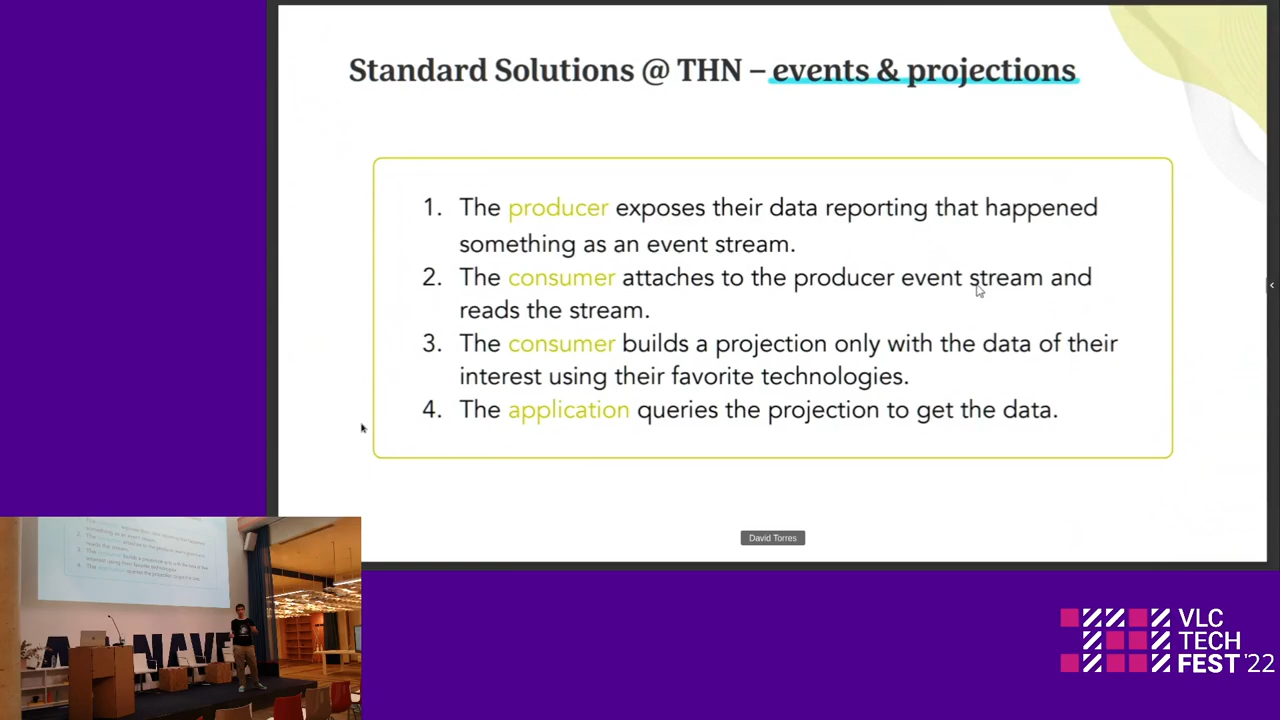 Standard Solutions @ THN – events & projections
1. The producer exposes their data reporting that happened
something as an event stream.
2. The consumer attaches to the producer event stream and
reads the stream.
3. The consumer builds a projection only with the data of their
interest using their favorite technologies.
4. The application queries the projection to get the data.
David Torres
NAVE
VLC
TECH
FEST '22